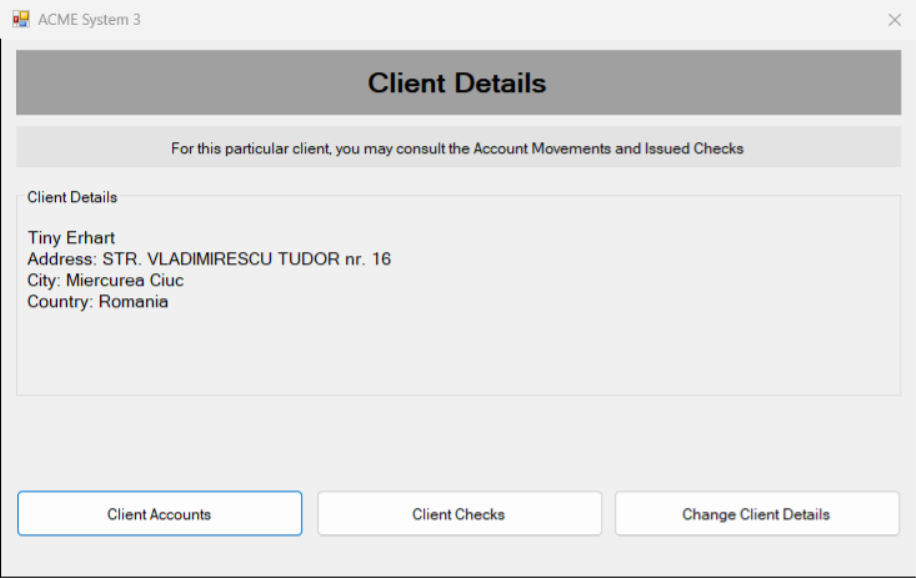 ACME System 3
Client Details
For this particular client, you may consult the Account Movements and Issued Checks
Client Details
Tiny Erhart
Address: STR. VLADIMIRESCU TUDOR nr. 16
City: Miercurea Ciuc
Country: Romania
Client Accounts
Client Checks
Change Client Details